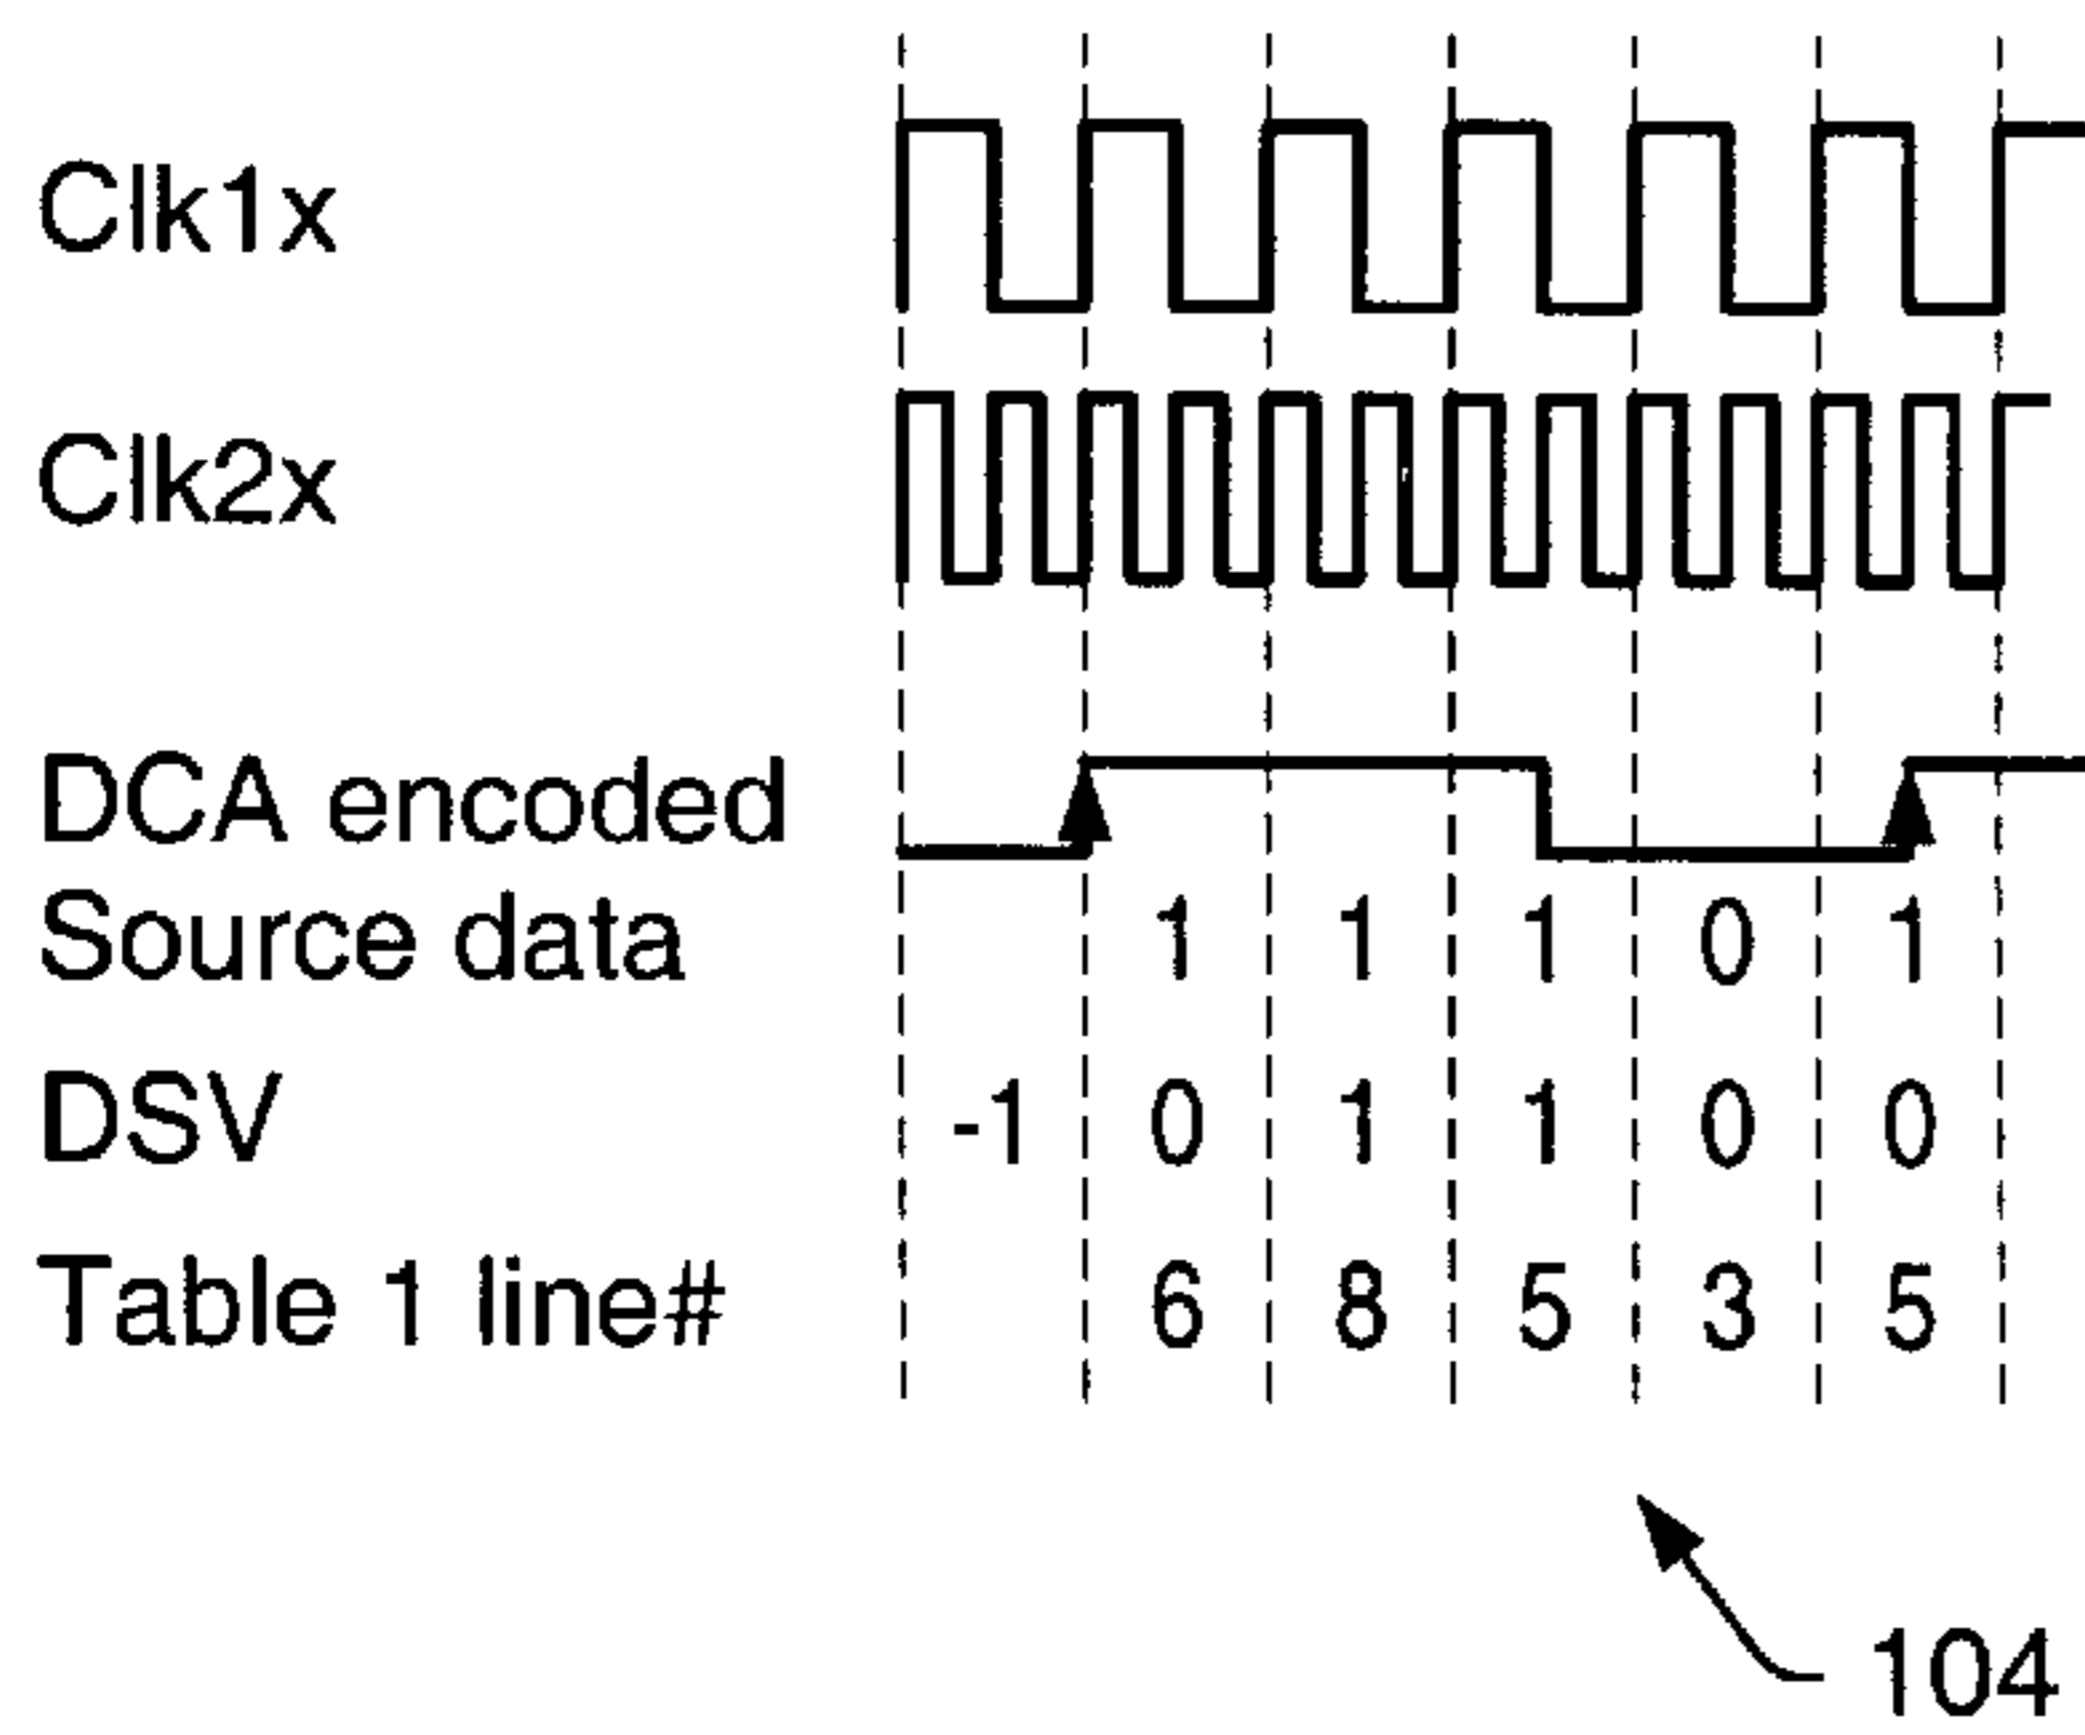 Clk1x
Clk2x
DCA encoded
Source data 1 1 1 0 1
DSV -1 0 1 1 0 0
Table 1 line# 6 8 5 3 5
104